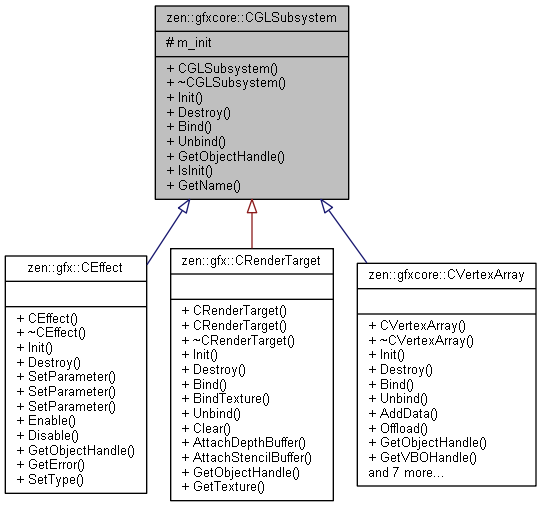 zen::gfxcore::CGLSubsystem
# m_init
+ CGLSubsystem()
+ ~CGLSubsystem()
+ Init()
+ Destroy()
+ Bind()
+ Unbind()
+ GetObjectHandle()
+ IsInit()
+ GetName()
zen::gfx::CEffect
+ CEffect()
+ ~CEffect()
+ Init()
+ Destroy()
+ SetParameter()
+ SetParameter()
+ SetParameter()
+ Enable()
+ Disable()
+ GetObjectHandle()
+ GetError()
+ SetType()
zen::gfx::CRenderTarget
+ CRenderTarget()
+ CRenderTarget()
+ ~CRenderTarget()
+ Init()
+ Destroy()
+ Bind()
+ BindTexture()
+ Unbind()
+ Clear()
+ AttachDepthBuffer()
+ AttachStencilBuffer()
+ GetObjectHandle()
+ GetTexture()
zen::gfxcore::CVertexArray
+ CVertexArray()
+ ~CVertexArray()
+ Init()
+ Destroy()
+ Bind()
+ Unbind()
+ AddData()
+ Offload()
+ GetObjectHandle()
+ GetVBOHandle()
and 7 more...